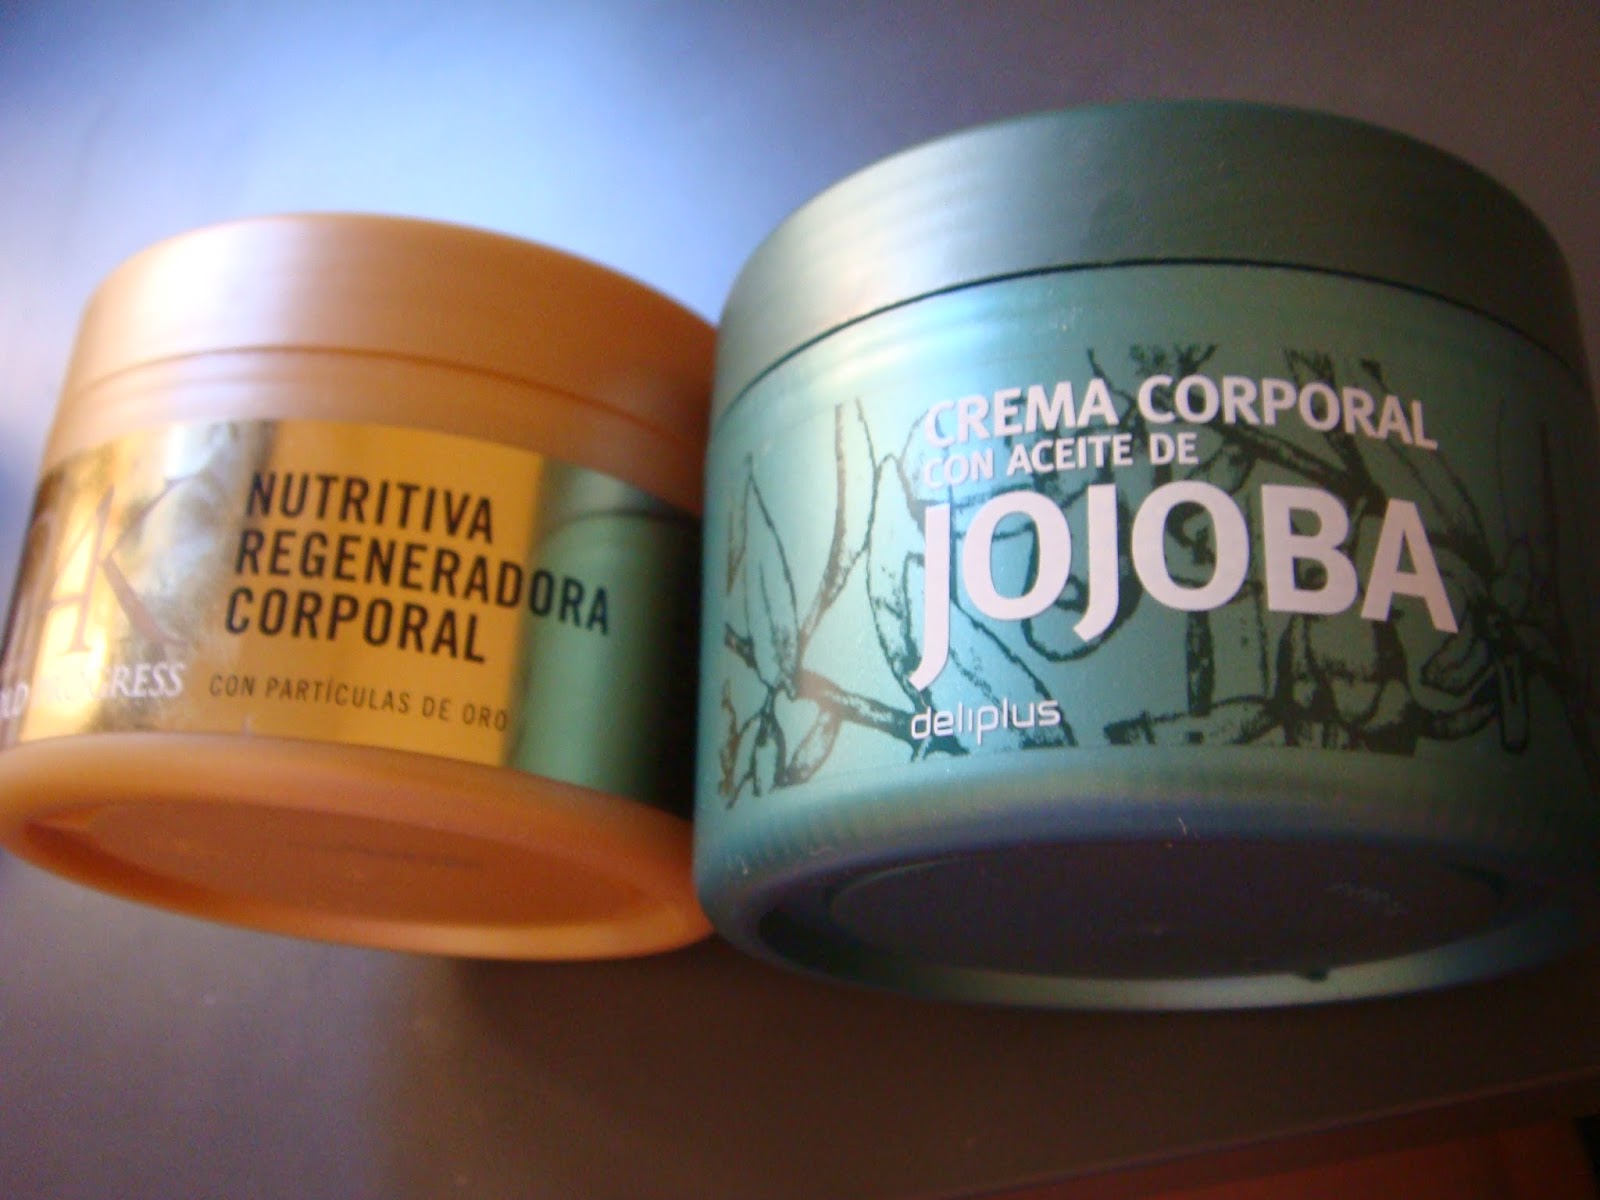 NUTRITIVA
REGENERADORA
CORPORAL
CON PARTÍCULAS DE ORO
CREMA CORPORAL
CON ACEITE DE
JOJOBA
deliplus